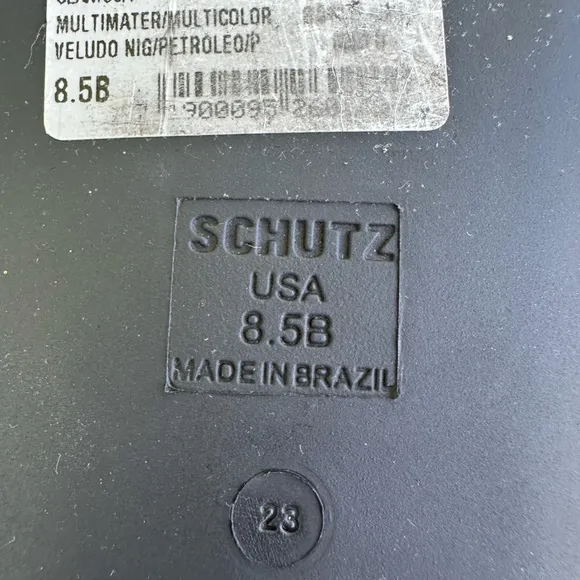 MULTIMATER/MULTICOLOR
VELUDO NIG/PETROLEO/P
8.5B
SCHUTZ
USA
8.5B
MADE IN BRAZIL
23